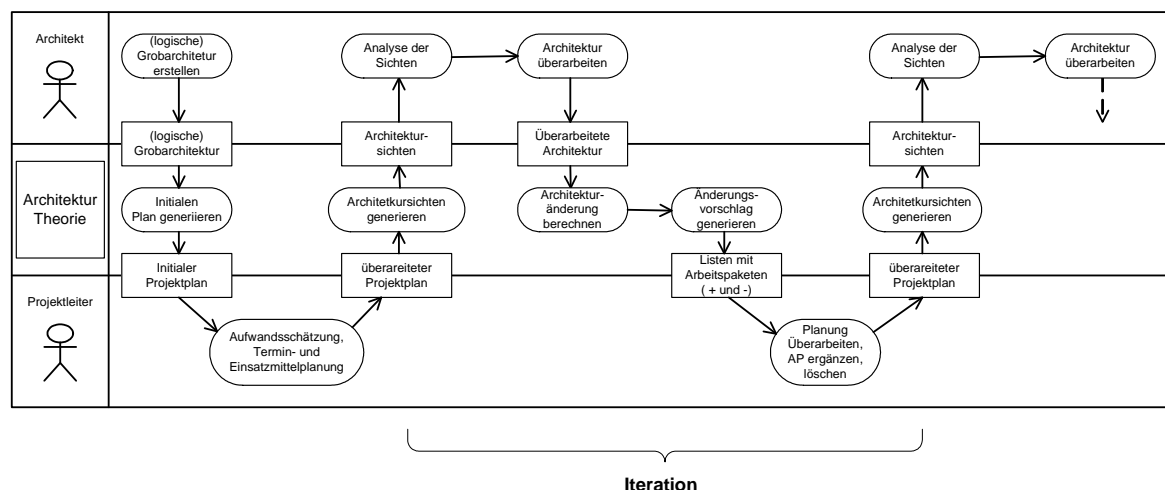 Architekt
(logische)
Grobarchitetur
erstellen
Analyse der
Sichten
Architektur
überarbeiten
Analyse der
Sichten
Architektur
überarbeiten
(logische)
Grobarchitektur
Architektur-
sichten
Überarbeitete
Architektur
Architektur-
sichten
Architektur
Theorie
Initialen
Plan generiieren
Architetkursichten
generieren
Architektur-
änderung
berechnen
Änderungs-
vorschlag
generieren
Architetkursichten
generieren
Initialer
Projektplan
überareiteter
Projektplan
Listen mit
Arbeitspaketen
( + und -)
überareiteter
Projektplan
Projektleiter
Aufwandsschätzung,
Termin- und
Einsatzmittelplanung
Planung
Überarbeiten,
AP ergänzen,
löschen
Iteration